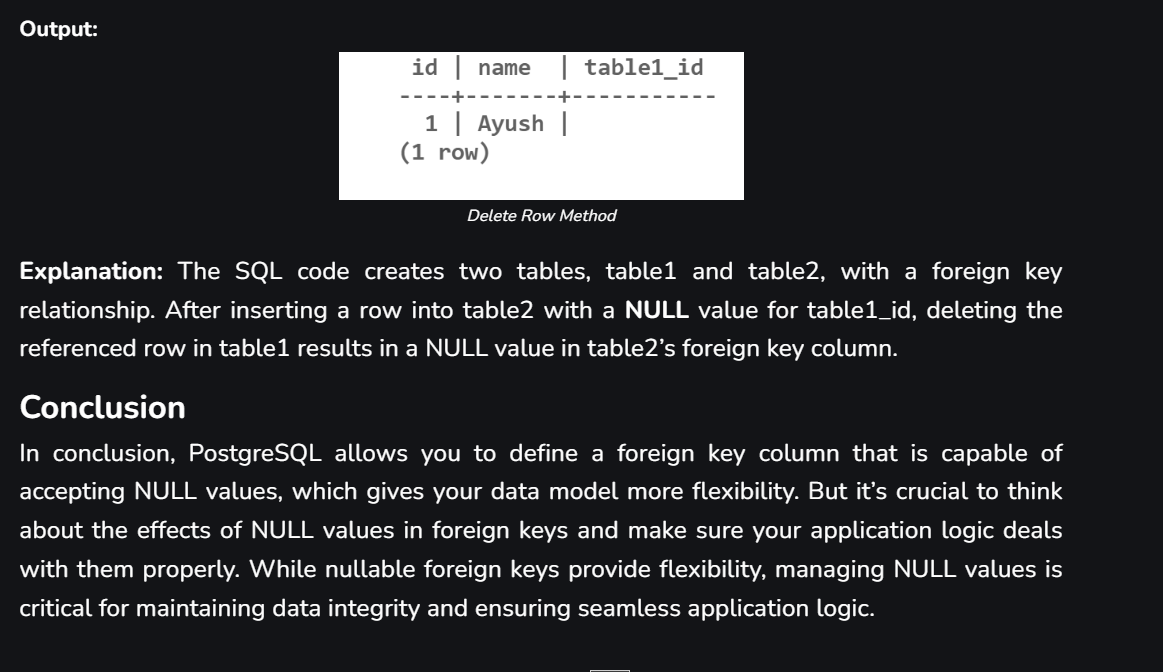 Output:
id | name | table1_id
----+-------+-----------
1 | Ayush |
(1 row)
Delete Row Method
Explanation: The SQL code creates two tables, table1 and table2, with a foreign key
relationship. After inserting a row into table2 with a NULL value for table1_id, deleting the
referenced row in table1 results in a NULL value in table2’s foreign key column.
Conclusion
In conclusion, PostgreSQL allows you to define a foreign key column that is capable of
accepting NULL values, which gives your data model more flexibility. But it’s crucial to think
about the effects of NULL values in foreign keys and make sure your application logic deals
with them properly. While nullable foreign keys provide flexibility, managing NULL values is
critical for maintaining data integrity and ensuring seamless application logic.